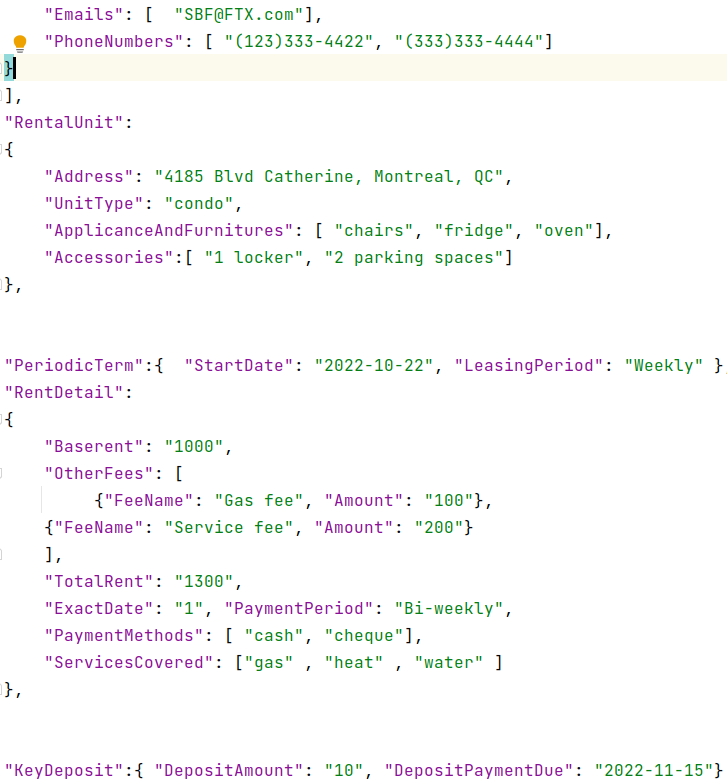 "Emails": [  "SBF@FTX.com"],
"PhoneNumbers": [ "(123)333-4422", "(333)333-4444"]
}
],
"RentalUnit":
{
"Address": "4185 Blvd Catherine, Montreal, QC",
"UnitType": "condo",
"ApplicanceAndFurnitures": [ "chairs", "fridge", "oven"],
"Accessories":[ "1 locker", "2 parking spaces"]
},
"PeriodicTerm":{  "StartDate": "2022-10-22", "LeasingPeriod": "Weekly" }
"RentDetail":
{
"Baserent": "1000",
"OtherFees": [
{"FeeName": "Gas fee", "Amount": "100"},
{"FeeName": "Service fee", "Amount": "200"}
],
"TotalRent": "1300",
"ExactDate": "1", "PaymentPeriod": "Bi-weekly",
"PaymentMethods": [ "cash", "cheque"],
"ServicesCovered": ["gas" , "heat" , "water" ]
},
"KeyDeposit":{ "DepositAmount": "10", "DepositPaymentDue": "2022-11-15"}